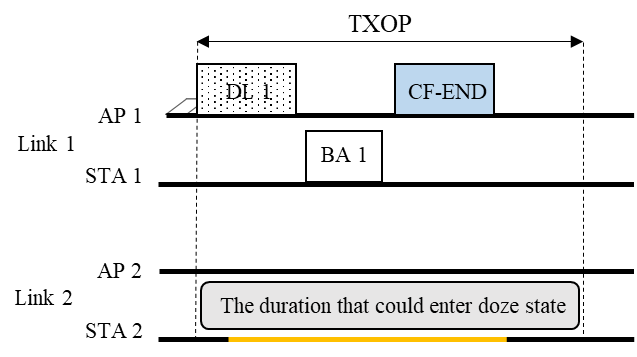 TXOP
DL 1
CF-END
AP 1
Link 1
BA 1
STA 1
AP 2
Link 2
The duration that could enter doze state
STA 2